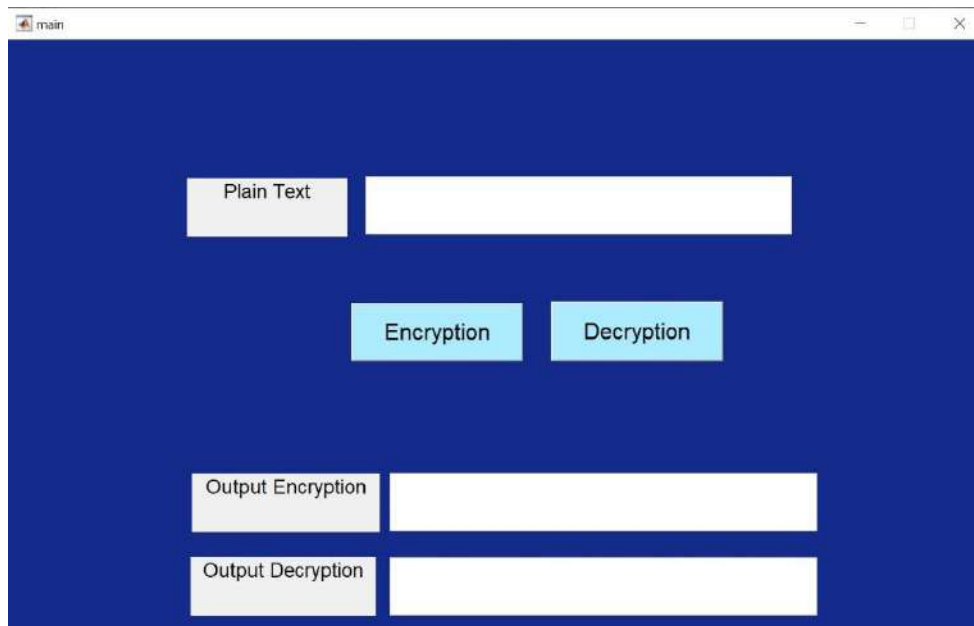 main
Plain Text
Encryption
Decryption
Output Encryption
Output Decryption